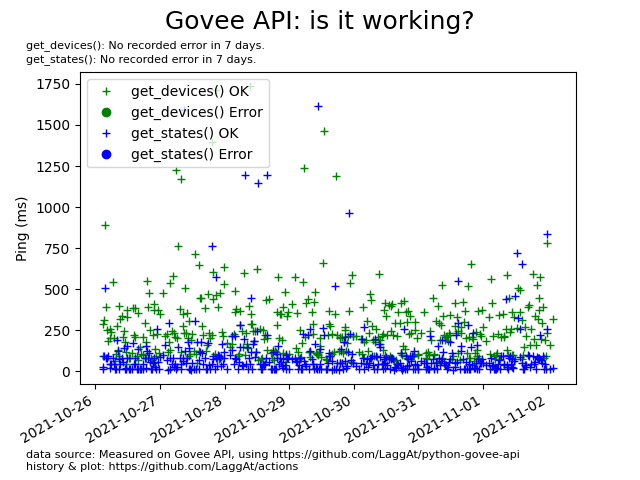 Govee API: is it working?
get_devices(): No recorded error in 7 days.
get_states(): No recorded error in 7 days.
get_devices() OK
get_devices() Error
get_states() OK
get_states() Error
Ping (ms)
1750
1500
1250
1000
750
500
250
0
2021-10-26
2021-10-27
2021-10-28
2021-10-29
2021-10-30
2021-10-31
2021-11-01
2021-11-02
data source: Measured on Govee API, using https://github.com/LaggAt/python-govee-api
history & plot: https://github.com/LaggAt/actions